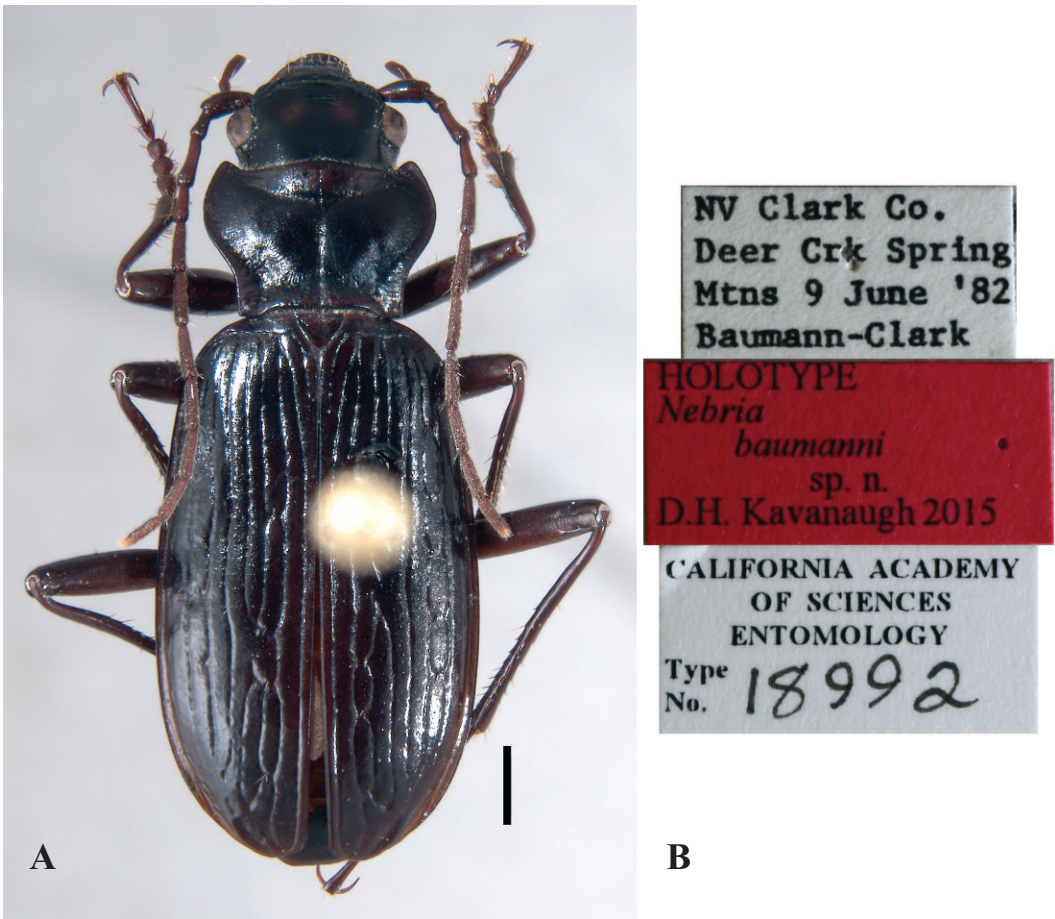 NV Clark Co.
Deer Crk Spring
Mtns 9 June '82
Baumann-Clark
HOLOTYPE
Nebria
baumanni
sp. n.
D.H. Kavanaugh 2015
CALIFORNIA ACADEMY
OF SCIENCES
ENTOMOLOGY
Type
No. 18992
A
B